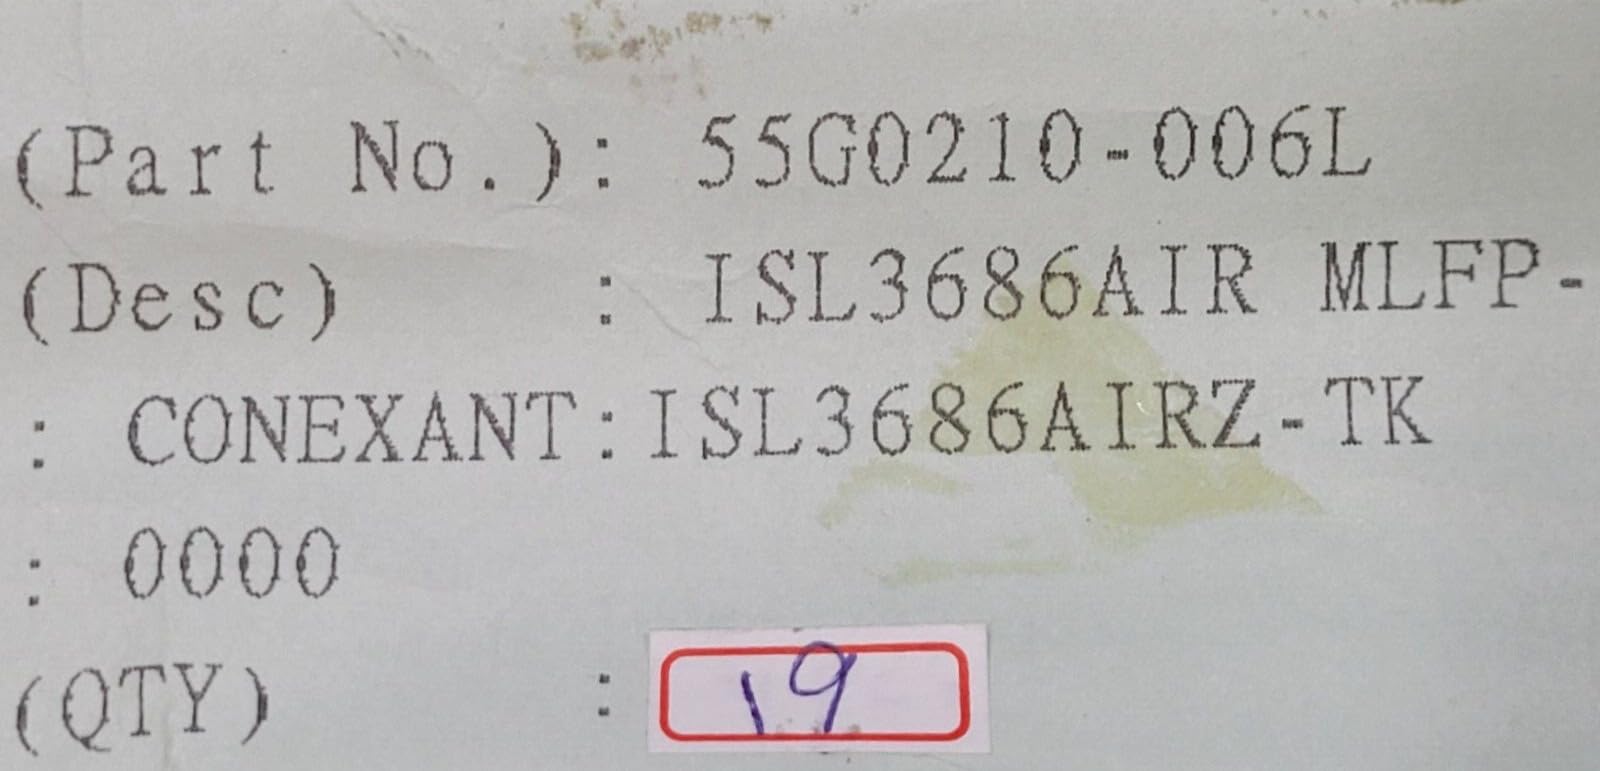 (Part No.): 55G0210-006L
(Desc) : ISL3686AIR MLFP-
: CONEXANT:ISL3686AIRZ-TK
: 0000
(QTY) : 19